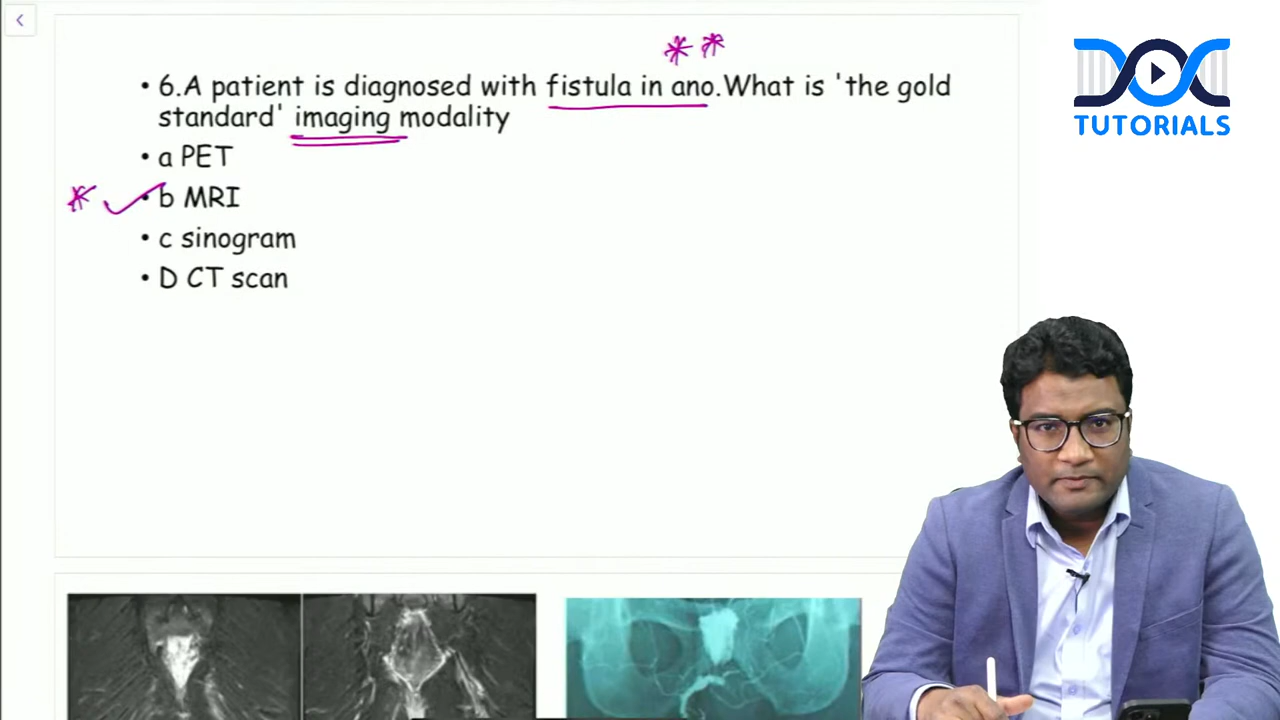 • 6.A patient is diagnosed with fistula in ano.What is 'the gold
standard' imaging modality
• a PET
• b MRI
• c sinogram
• D CT scan
TUTORIALS